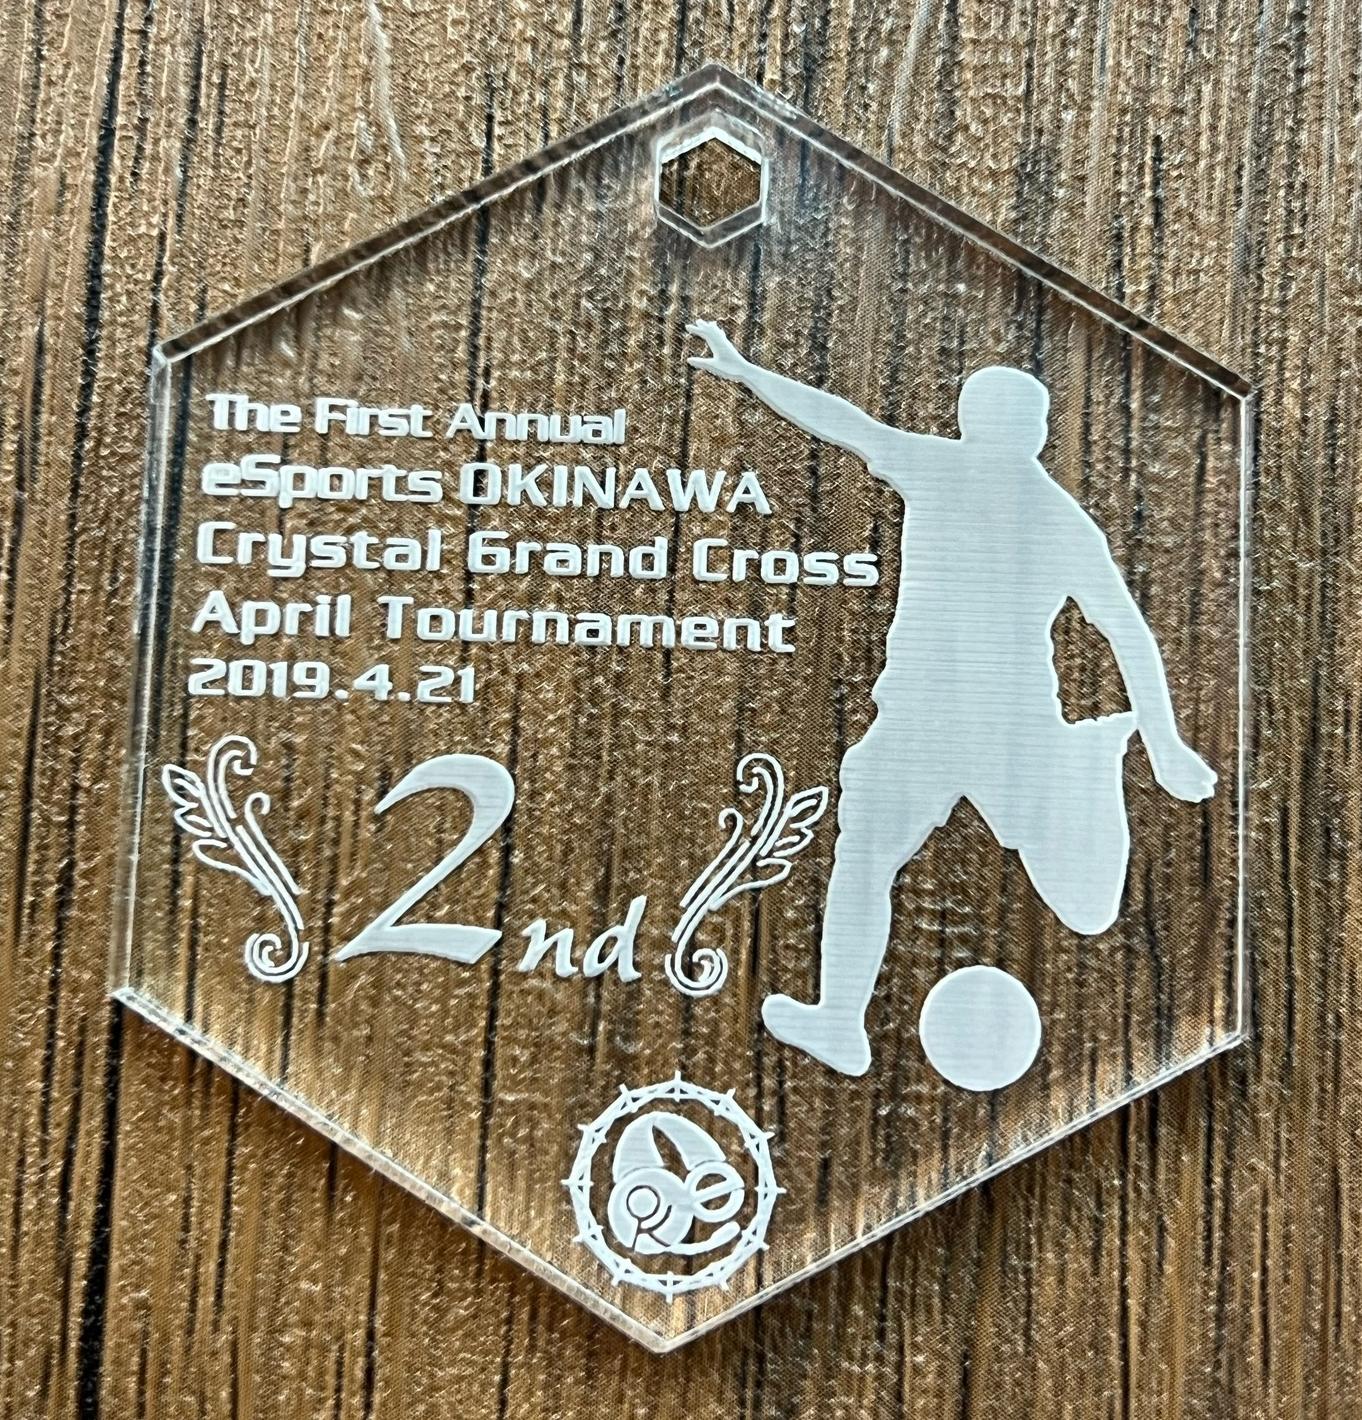 The First Annual
eSports OKINAWA
Crystal Grand Cross
April Tournament
2019.4.21
2nd